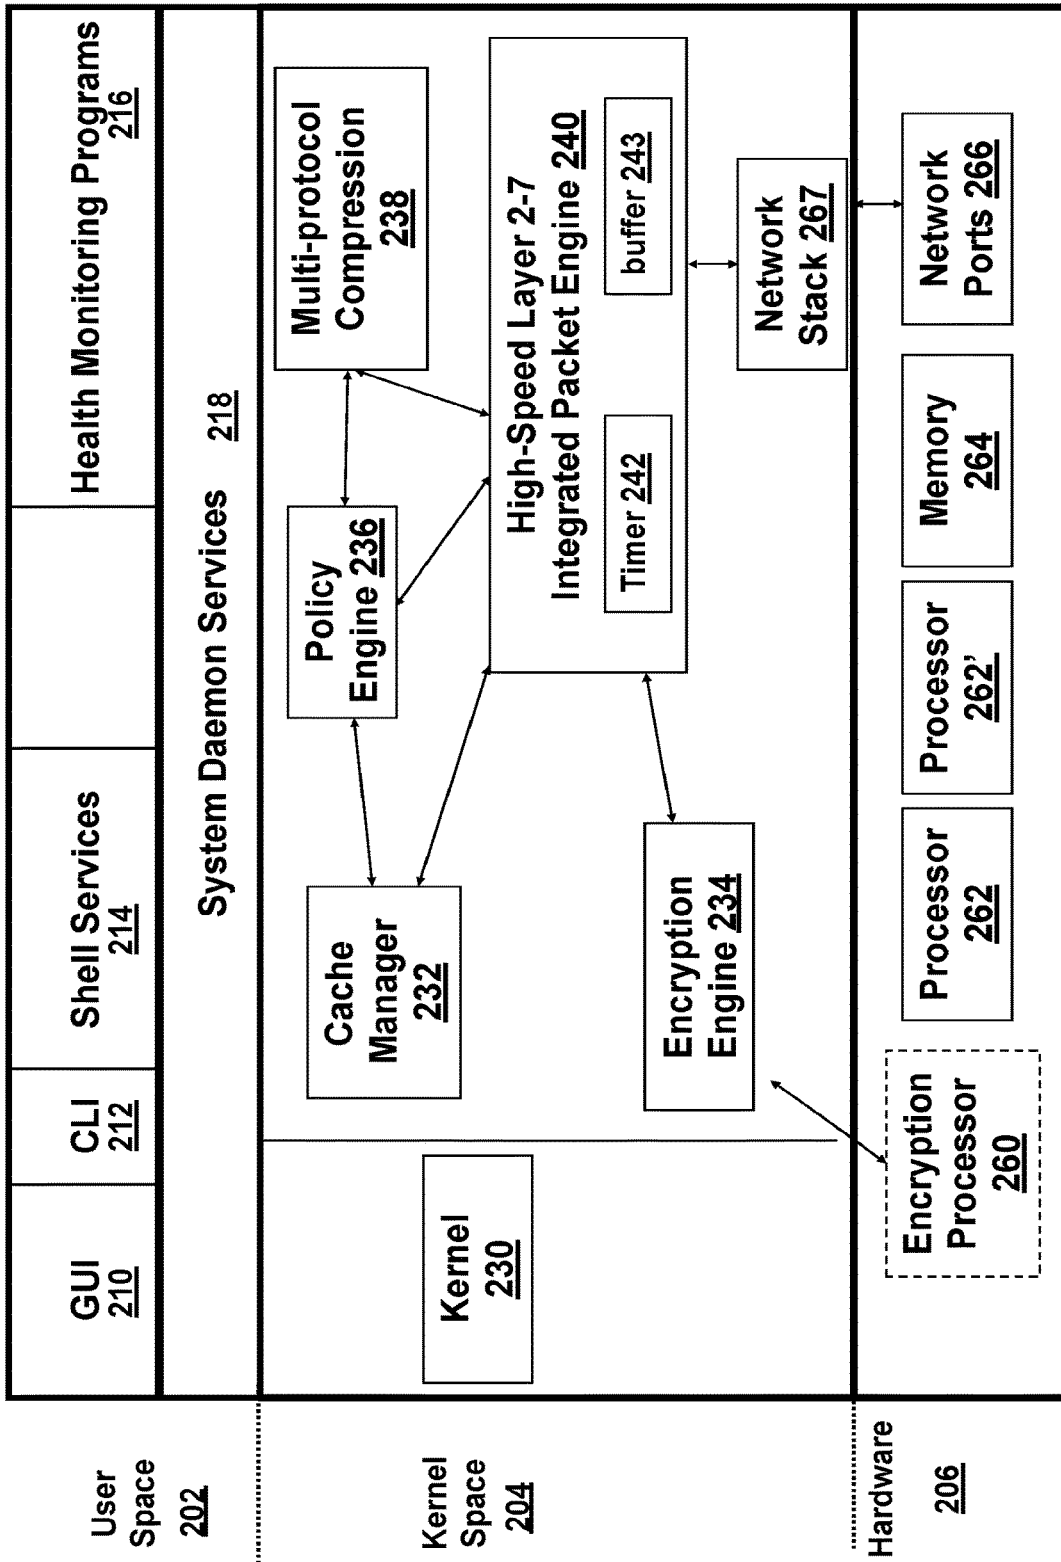 User
Space
202
GUI
210
CLI
212
Shell Services
214
Health Monitoring Programs
216
System Daemon Services
218
Kernel
Space
204
Kernel
230
Cache
Manager
232
Policy
Engine 236
Multi-protocol
Compression
238
High-Speed Layer 2-7
Integrated Packet Engine 240
Timer 242
buffer 243
Encryption
Engine 234
Network
Stack 267
Hardware
206
Encryption
Processor
260
Processor
262
Processor
262’
Memory
264
Network
Ports 266